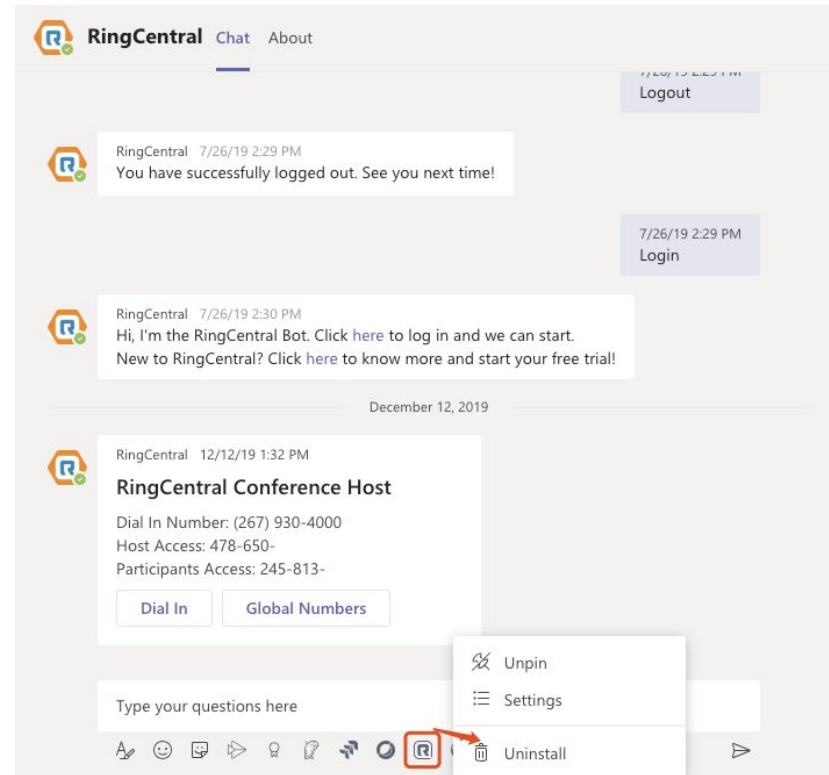 RingCentral Chat About
Logout
RingCentral 7/26/19 2:29 PM
You have successfully logged out. See you next time!
7/26/19 2:29 PM
Login
RingCentral 7/26/19 2:30 PM
Hi, I'm the RingCentral Bot. Click here to log in and we can start.
New to RingCentral? Click here to know more and start your free trial!
December 12, 2019
RingCentral 12/12/19 1:32 PM
RingCentral Conference Host
Dial In Number: (267) 930-4000
Host Access: 478-650-
Participants Access: 245-813-
Dial In Global Numbers
Unpin
Settings
Type your questions here
Uninstall